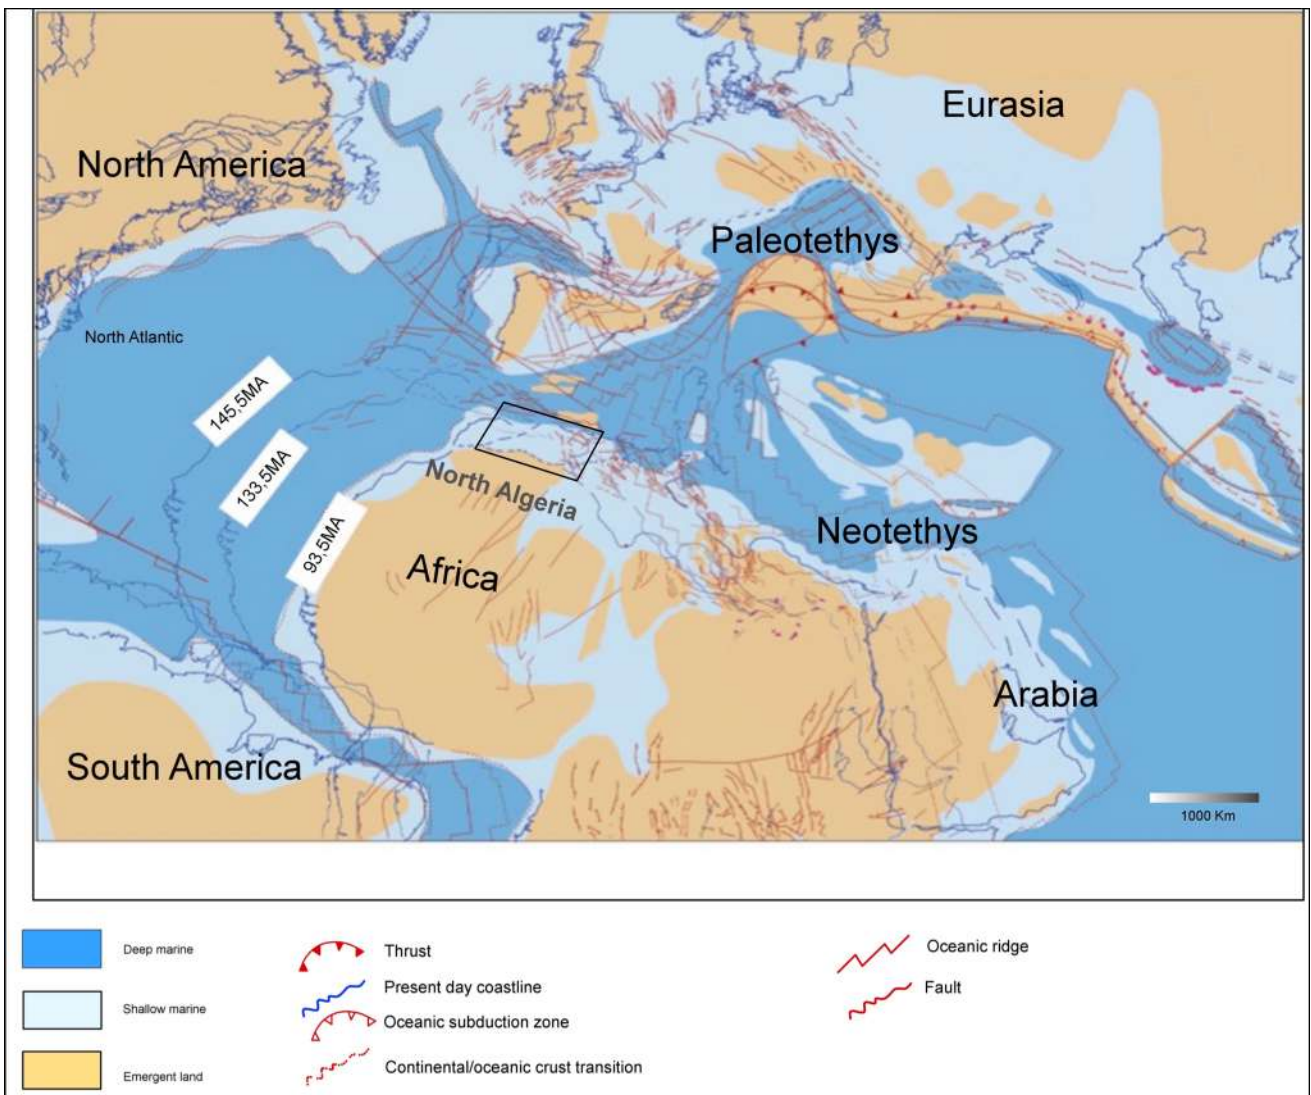 Eurasia
North America
Paleotethys
North Atlantic
145,5MA
133,5MA
North Algeria
93,5MA
Neotethys
Africa
Arabia
South America
1000 Km
Deep marine
Thrust
Oceanic ridge
Present day coastline
Fault
Shallow marine
Oceanic subduction zone
Continental/oceanic crust transition
Emergent land